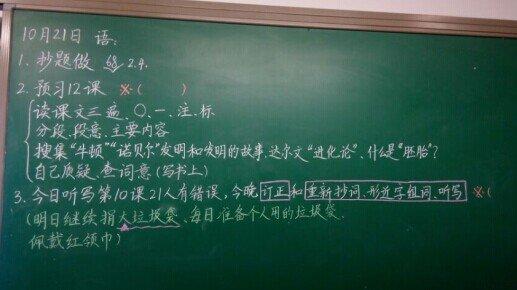 10月21日 语:
1. 抄题做 68 2.4.
2. 预习12课 ※( )
读课文三遍、○、一、注、标
分段、段意、主要内容
搜集“牛顿”“诺贝尔”发明和发明的故事、达尔文“进化论”、什么是“胚胎”?
自己质疑、查词意(写书上)
3. 今日听写第10课21人有错误,今晚订正和重新抄词、形近字组词、听写 ※(
(明日继续捐大垃圾袋、每日准备个人用的垃圾袋
佩戴红领巾)